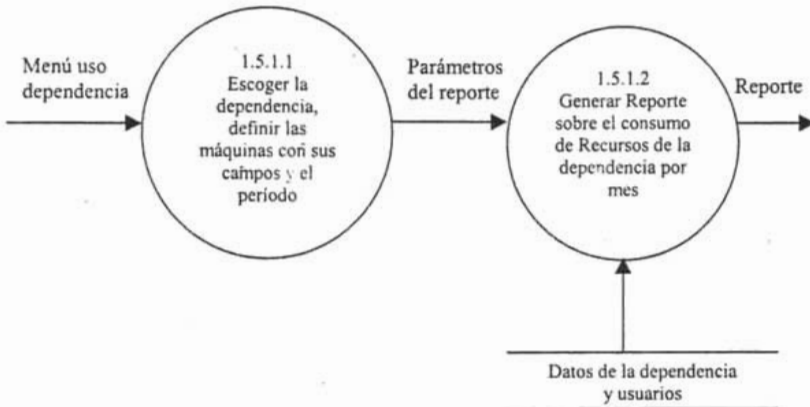 Menú uso
dependencia
1.5.1.1
Escoger la
dependencia,
definir las
máquinas con sus
campos y el
período
Parámetros
del reporte
1.5.1.2
Generar Reporte
sobre el consumo
de Recursos de la
dependencia por
mes
Reporte
Datos de la dependencia
y usuarios